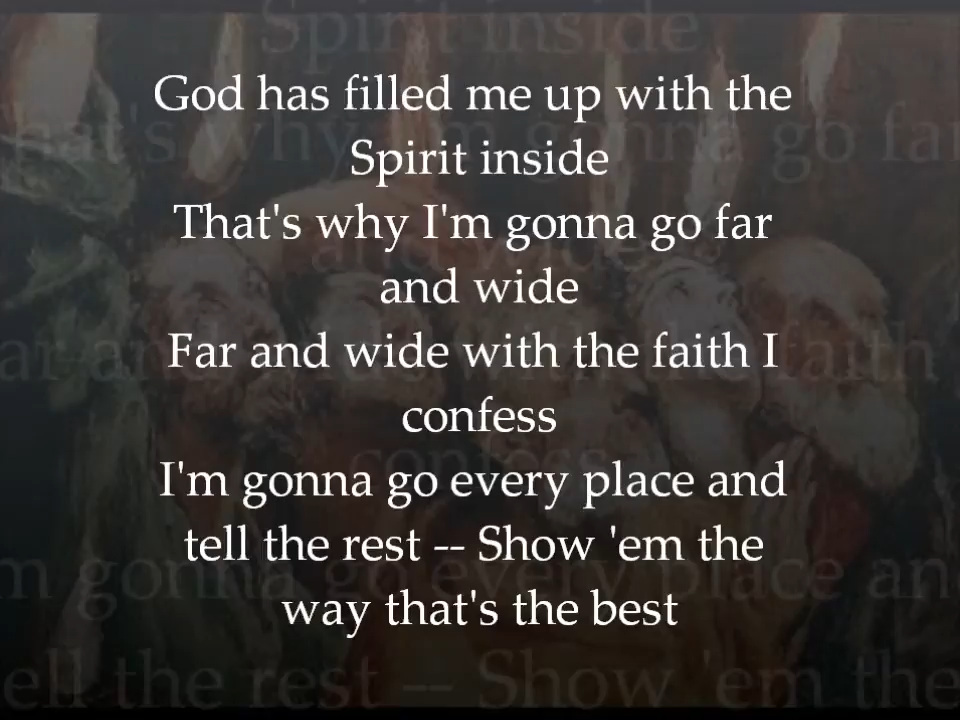 God has filled me up with the
Spirit inside
That's why I'm gonna go far
and wide
Far and wide with the faith I
confess
I'm gonna go every place and
tell the rest -- Show 'em the
way that's the best